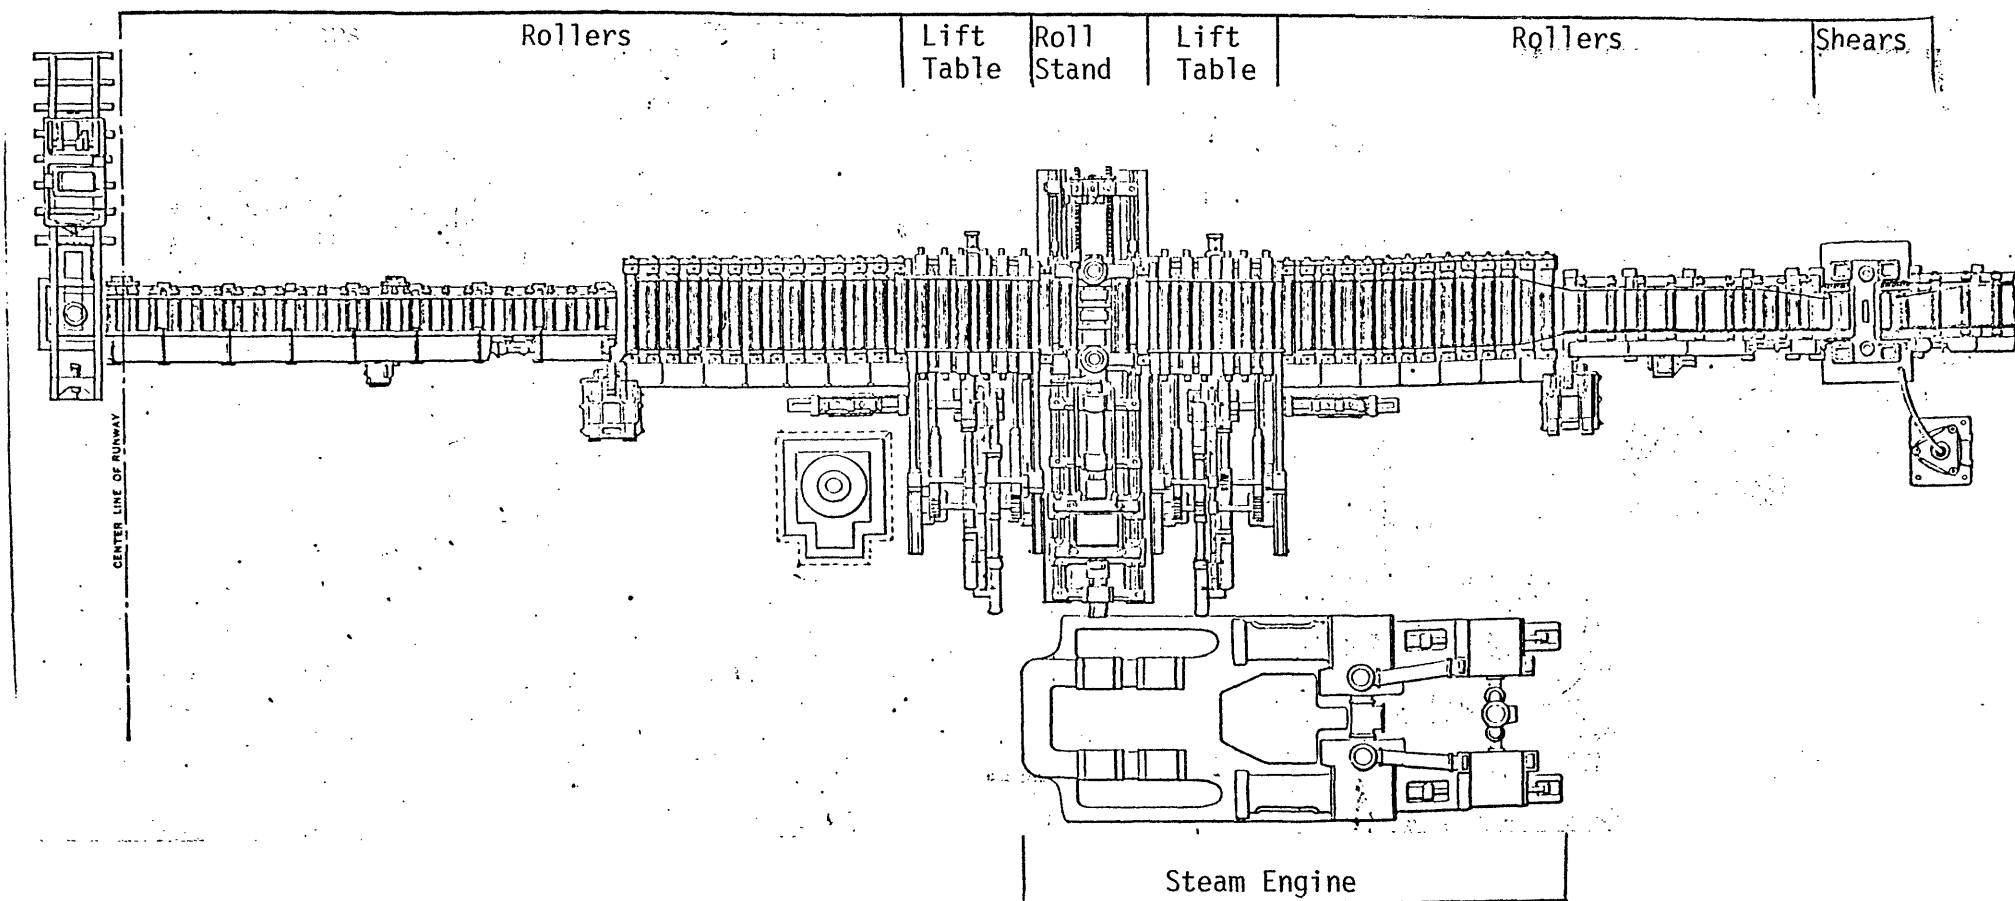 Rollers
Lift
Table
Roll
Stand
Lift
Table
Rollers
Shears
CENTER LINE OF RUNWAY
Steam Engine